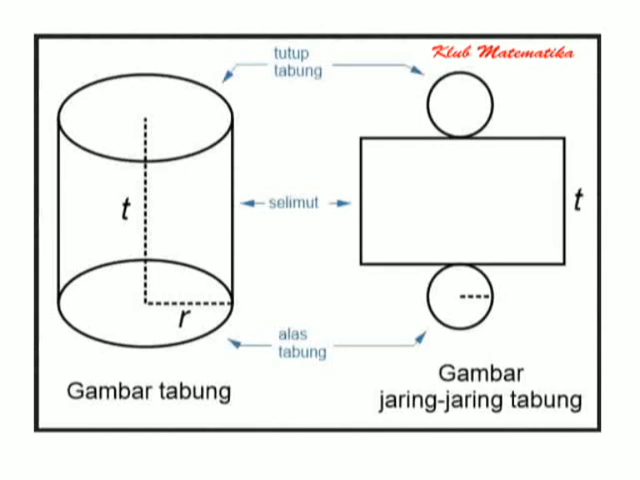 Klub Matematika
tutup
tabung
t
selimut
t
r
alas
tabung
Gambar tabung
Gambar
jaring-jaring tabung